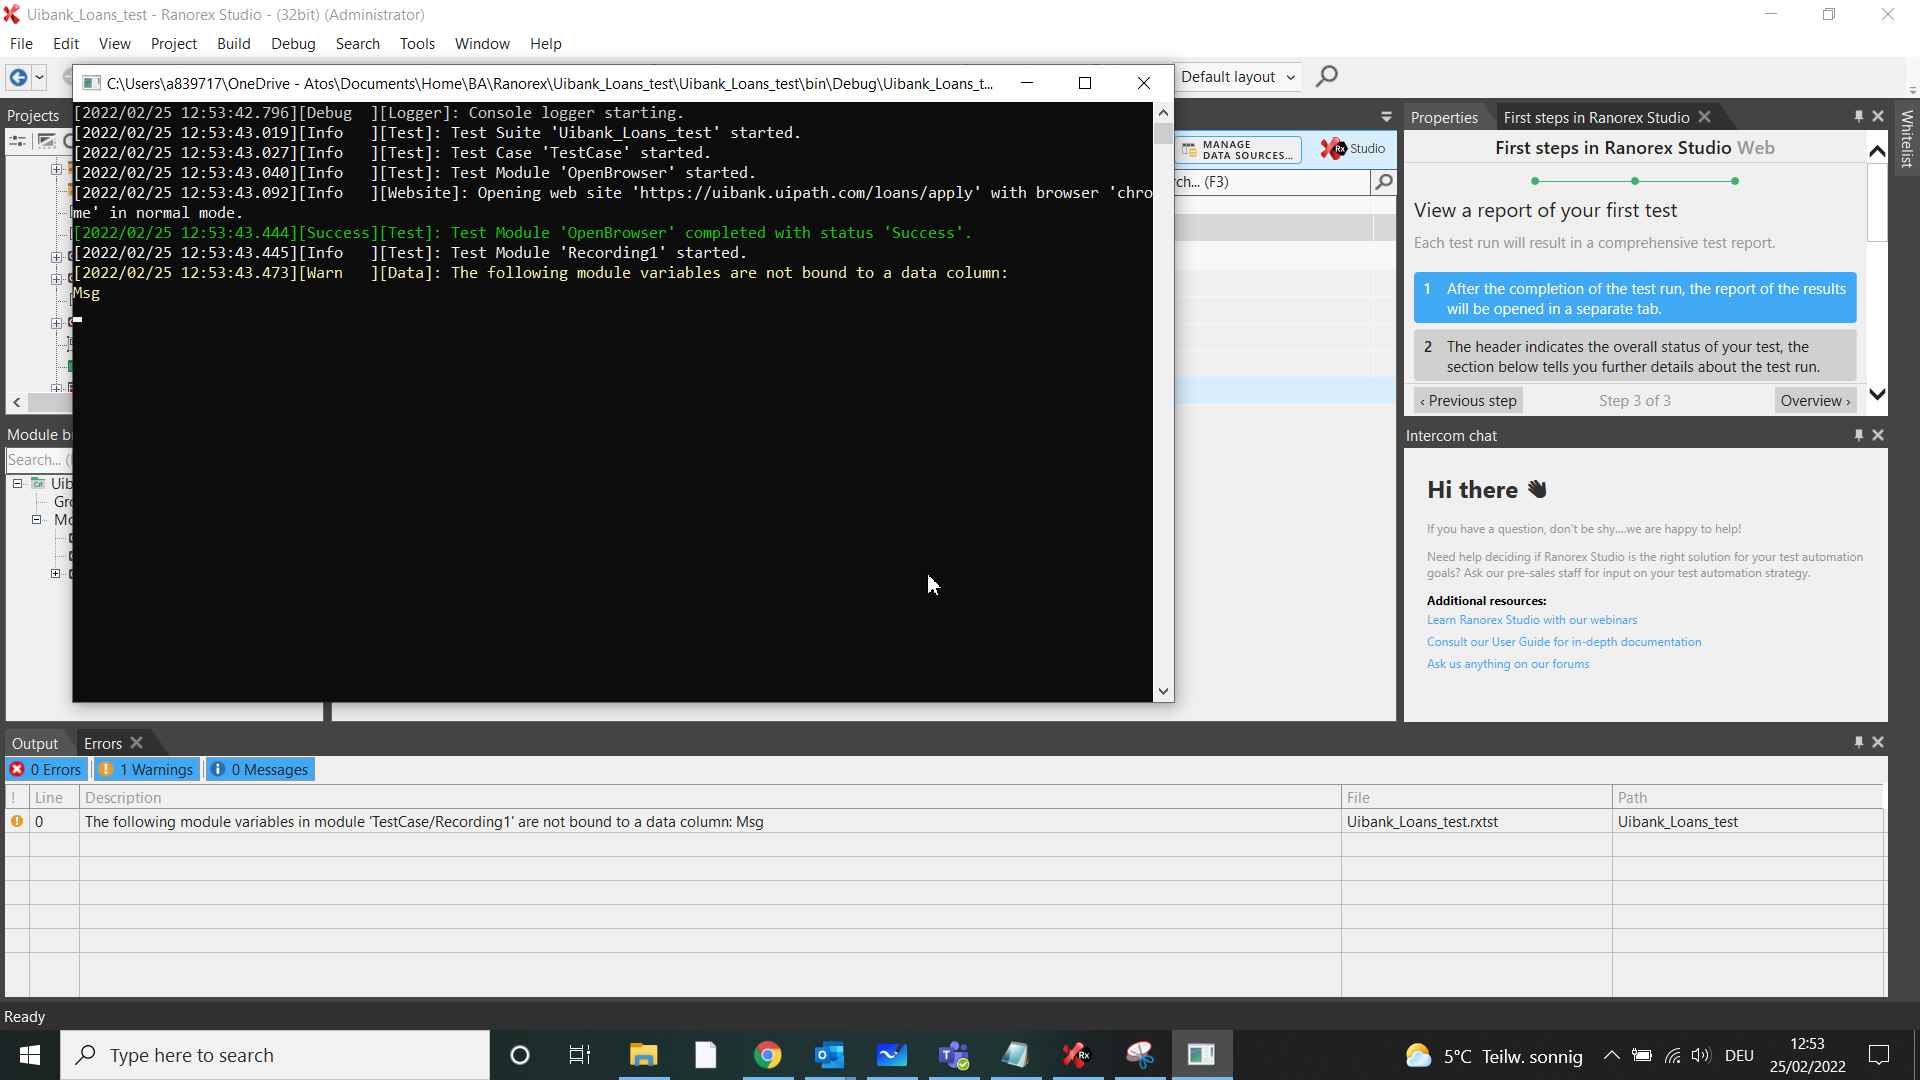 Uibank_Loans_test - Ranorex Studio - (32bit) (Administrator)
File Edit View Project Build Debug Search Tools Window Help
C:\Users\a839717\OneDrive - Atos\Documents\Home\BA\Ranorex\Uibank_Loans_test\Uibank_Loans_test\bin\Debug\Uibank_Loans_t...
Default layout
Projects
[2022/02/25 12:53:42.796][Debug  ][Logger]: Console logger starting.
[2022/02/25 12:53:43.019][Info   ][Test]: Test Suite 'Uibank_Loans_test' started.
[2022/02/25 12:53:43.027][Info   ][Test]: Test Case 'TestCase' started.
[2022/02/25 12:53:43.040][Info   ][Test]: Test Module 'OpenBrowser' started.
[2022/02/25 12:53:43.092][Info   ][Website]: Opening web site 'https://uibank.uipath.com/loans/apply' with browser 'chro
me' in normal mode.
[2022/02/25 12:53:43.444][Success][Test]: Test Module 'OpenBrowser' completed with status 'Success'.
[2022/02/25 12:53:43.445][Info   ][Test]: Test Module 'Recording1' started.
[2022/02/25 12:53:43.473][Warn   ][Data]: The following module variables are not bound to a data column:
Msg
MANAGE
DATA SOURCES...
Rx Studio
rch... (F3)
Properties
First steps in Ranorex Studio
Whitelist
First steps in Ranorex Studio Web
View a report of your first test
Each test run will result in a comprehensive test report.
1 After the completion of the test run, the report of the results
will be opened in a separate tab.
2 The header indicates the overall status of your test, the
section below tells you further details about the test run.
‹ Previous step
Step 3 of 3
Overview ›
Module b
Search... (
Uib
Gro
Mo
Intercom chat
Hi there
If you have a question, don't be shy....we are happy to help!
Need help deciding if Ranorex Studio is the right solution for your test automation
goals? Ask our pre-sales staff for input on your test automation strategy.
Additional resources:
Learn Ranorex Studio with our webinars
Consult our User Guide for in-depth documentation
Ask us anything on our forums
Output
Errors
0 Errors
1 Warnings
0 Messages
! Line Description File Path
0 The following module variables in module 'TestCase/Recording1' are not bound to a data column: Msg Uibank_Loans_test.rxtst Uibank_Loans_test
Ready
Type here to search
5°C Teilw. sonnig
DEU
12:53
25/02/2022